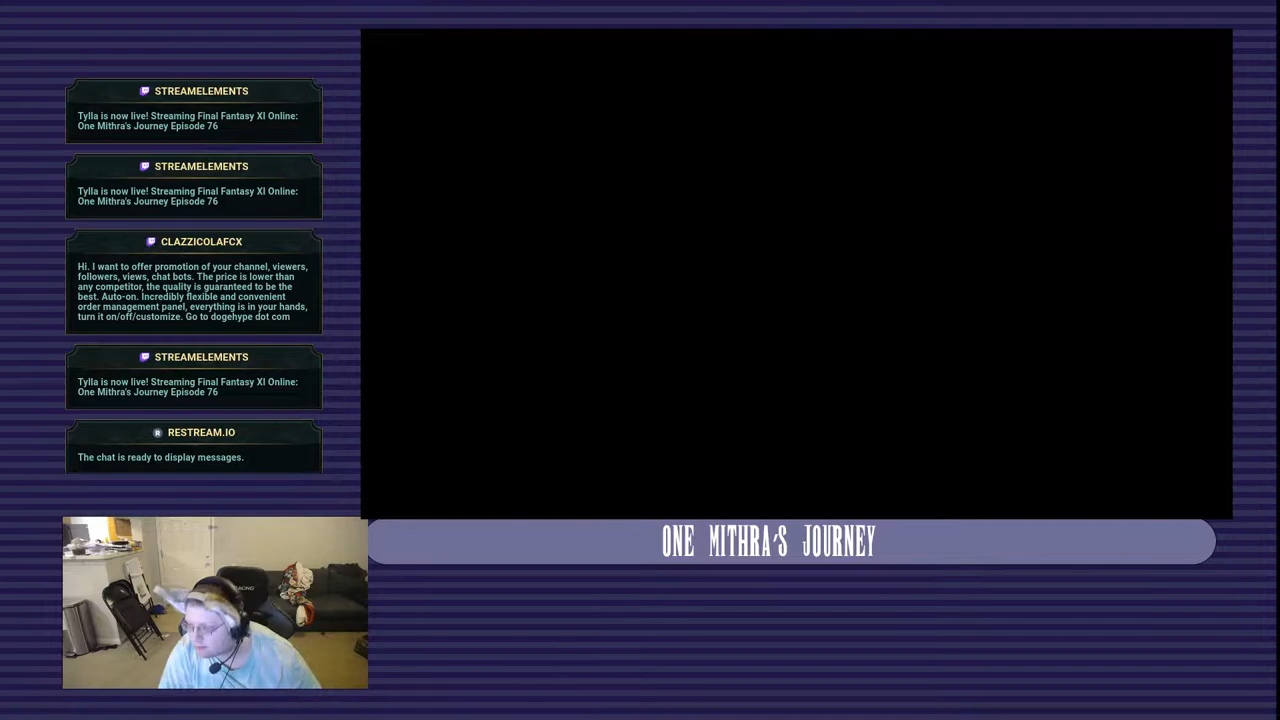 STREAMELEMENTS
Tylla is now live! Streaming Final Fantasy XI Online:
One Mithra's Journey Episode 76
STREAMELEMENTS
Tylla is now live! Streaming Final Fantasy XI Online:
One Mithra's Journey Episode 76
CLAZZICOLAFCX
Hi. I want to offer promotion of your channel, viewers,
followers, views, chat bots. The price is lower than
any competitor, the quality is guaranteed to be the
best. Auto-on. Incredibly flexible and convenient
order management panel, everything is in your hands,
turn it on/off/customize. Go to dogehype dot com
STREAMELEMENTS
Tylla is now live! Streaming Final Fantasy XI Online:
One Mithra's Journey Episode 76
R RESTREAM.IO
The chat is ready to display messages.
ONE MITHRA'S JOURNEY